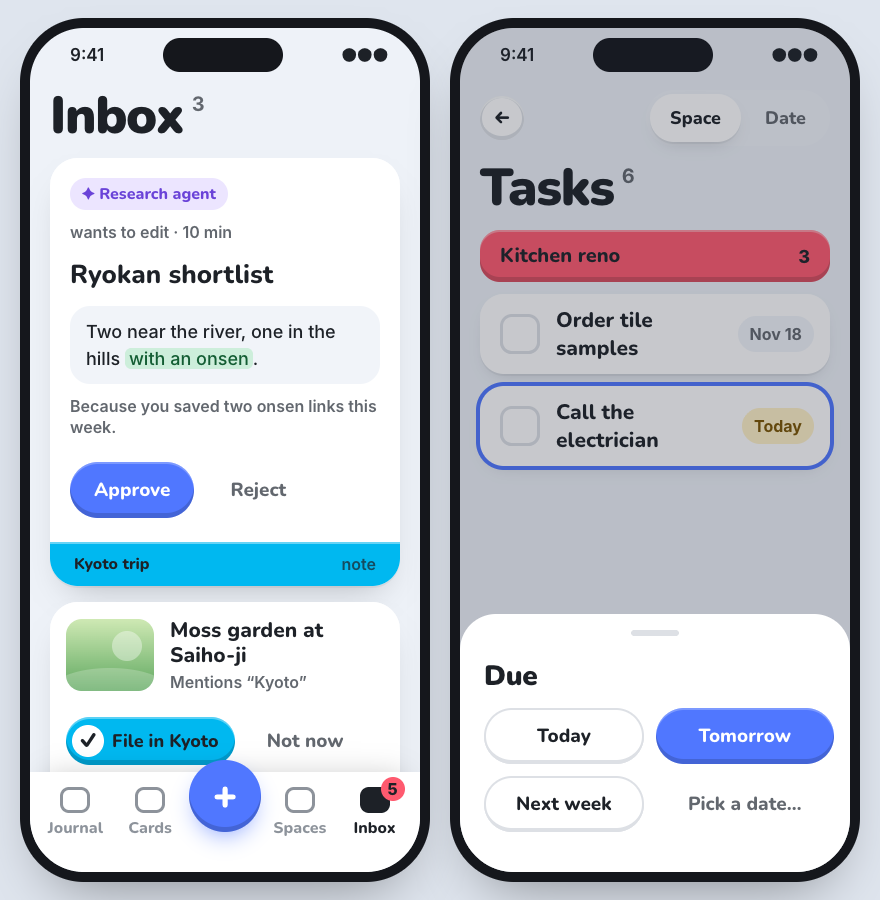 9:41
Inbox 3
Research agent
wants to edit · 10 min
Ryokan shortlist
Two near the river, one in the
hills with an onsen.
Because you saved two onsen links this
week.
Approve
Reject
Kyoto trip
note
Moss garden at
Saiho-ji
Mentions “Kyoto”
File in Kyoto
Not now
Journal
Cards
Spaces
5
Inbox
9:41
Space
Date
Tasks 6
Kitchen reno
3
Order tile
samples
Nov 18
Call the
electrician
Today
Due
Today
Tomorrow
Next week
Pick a date...